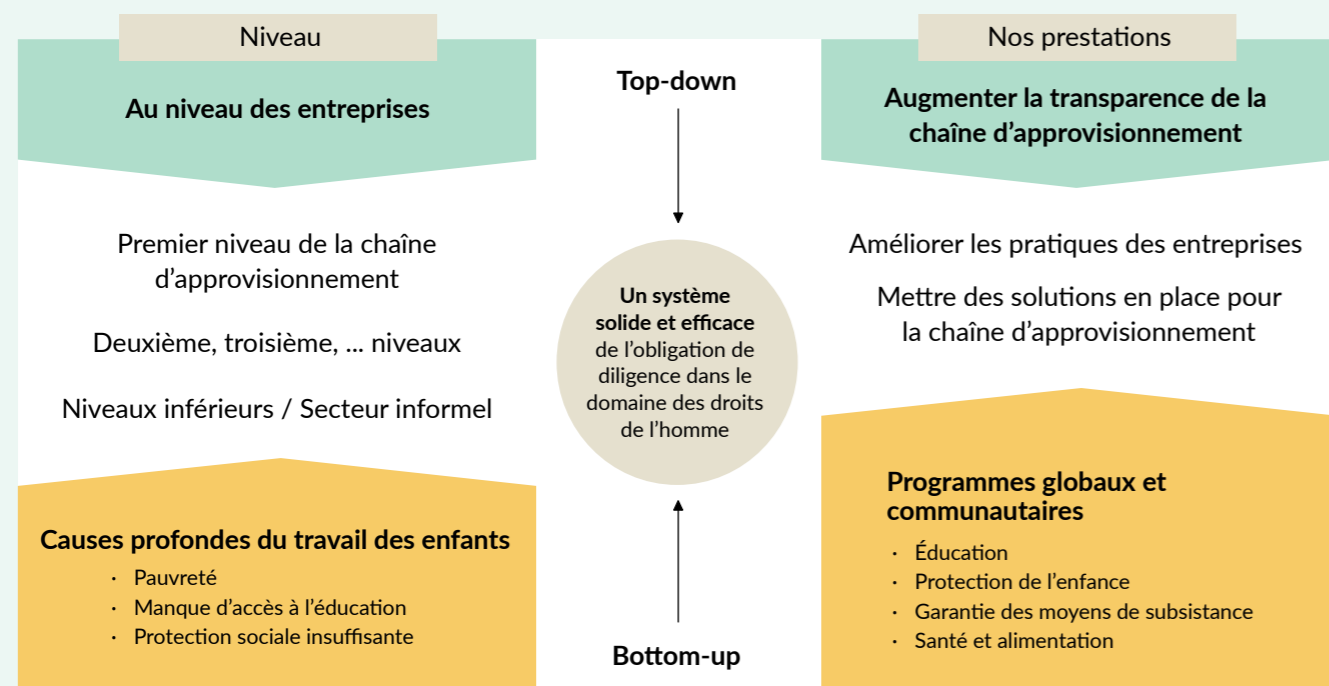 Niveau
Au niveau des entreprises
Premier niveau de la chaîne
d'approvisionnement
Deuxième, troisième, ... niveaux
Niveaux inférieurs / Secteur informel
Causes profondes du travail des enfants
· Pauvreté
· Manque d'accès à l'éducation
· Protection sociale insuffisante
Top-down
Un système
solide et efficace
de l'obligation de
diligence dans le
domaine des droits
de l'homme
Bottom-up
Nos prestations
Augmenter la transparence de la
chaîne d'approvisionnement
Améliorer les pratiques des entreprises
Mettre des solutions en place pour
la chaîne d'approvisionnement
Programmes globaux et
communautaires
· Éducation
· Protection de l'enfance
· Garantie des moyens de subsistance
· Santé et alimentation